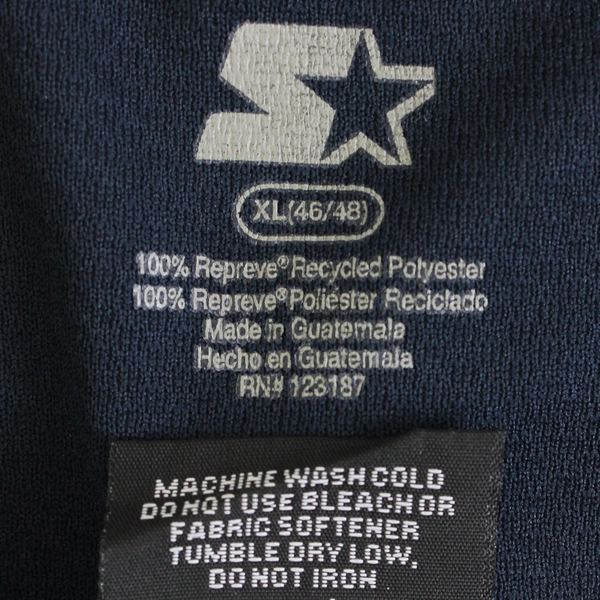 XL(46/48)
100% Repreve® Recycled Polyester
100% Repreve® Poliéster Reciclado
Made in Guatemala
Hecho en Guatemala
RN# 123187
MACHINE WASH COLD
DO NOT USE BLEACH OR
FABRIC SOFTENER
TUMBLE DRY LOW,
DO NOT IRON